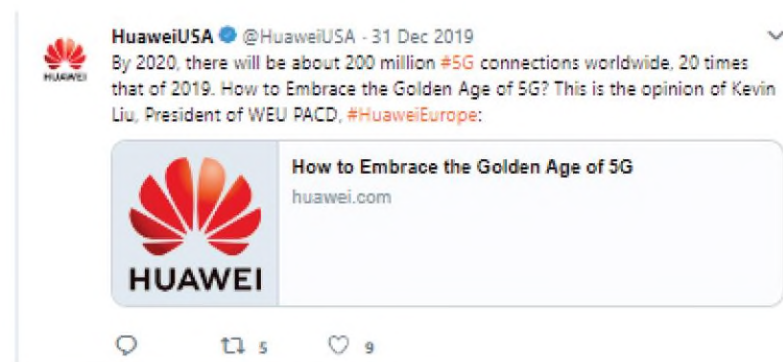 HuaweiUSA @HuaweiUSA · 31 Dec 2019
By 2020, there will be about 200 million #5G connections worldwide, 20 times
that of 2019. How to Embrace the Golden Age of 5G? This is the opinion of Kevin
Liu, President of WEU PACD, #HuaweiEurope:
HUAWEI
How to Embrace the Golden Age of 5G
huawei.com
HUAWEI
5 9